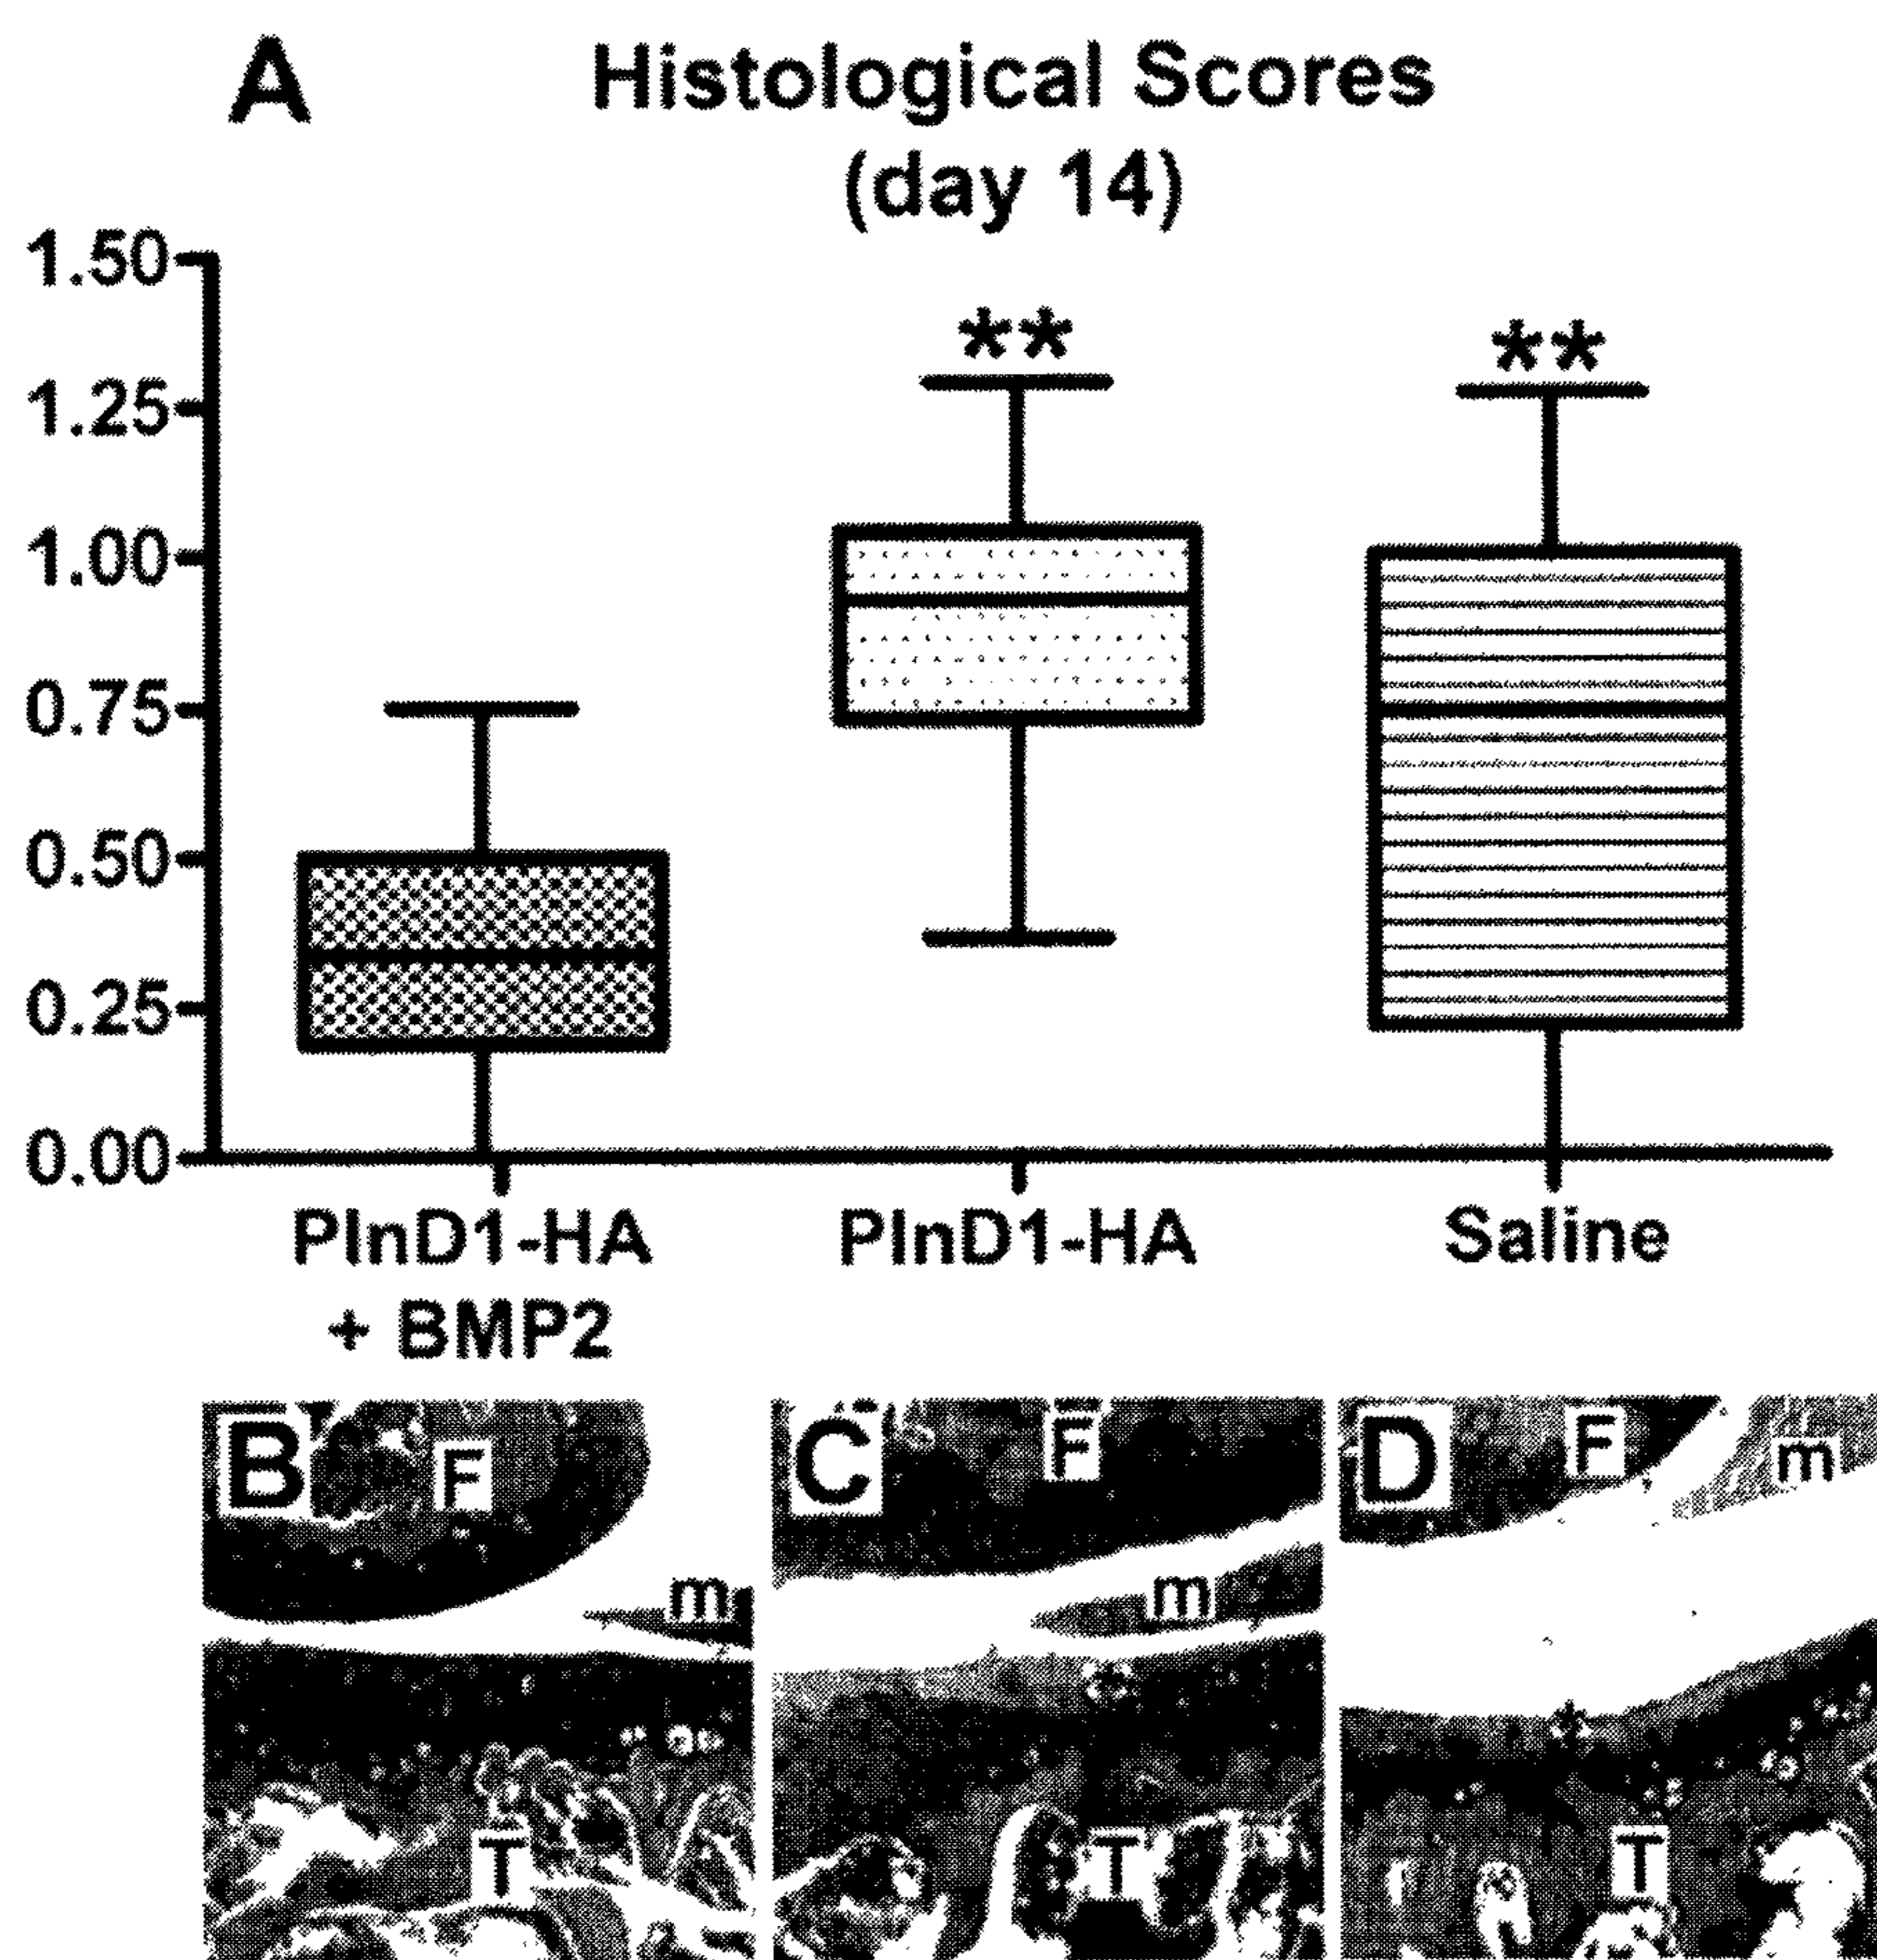 A Histological Scores
(day 14)
1.50
** **
1.25
1.00
0.75
0.50
0.25
0.00
PlnD1-HA PlnD1-HA Saline
+ BMP2
B F C F D F m
m m
*
*
T T T